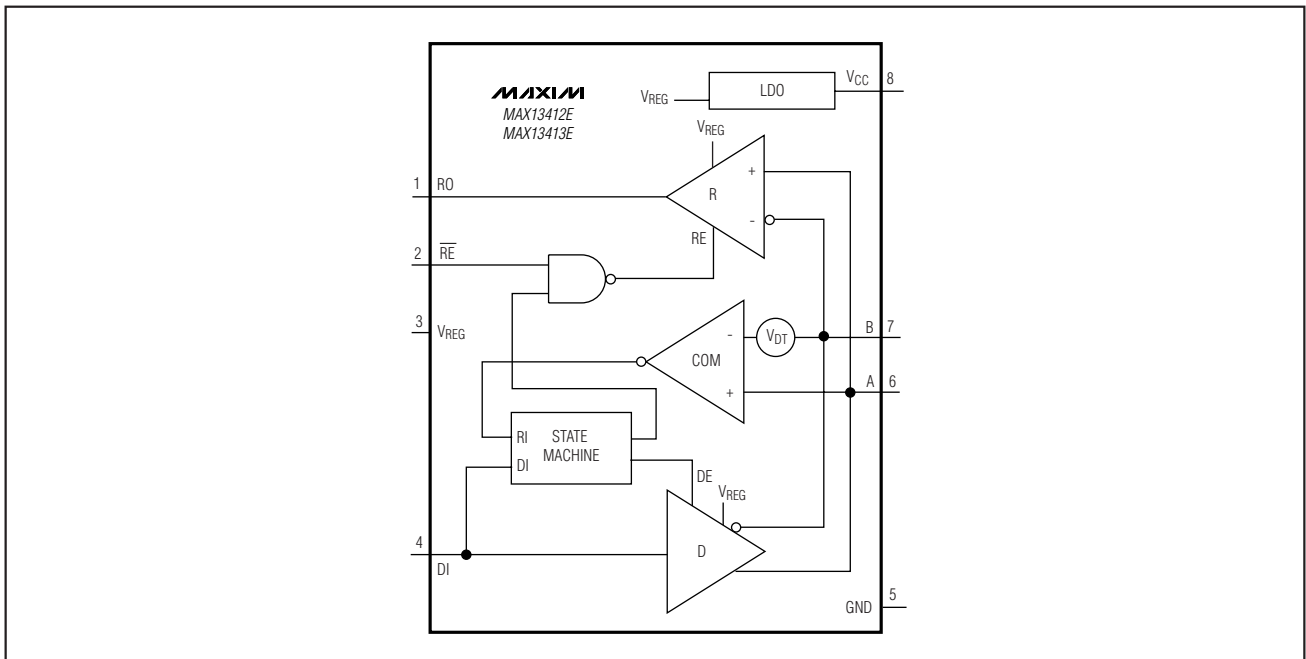 MAXIM
MAX13412E
MAX13413E
VREG
LDO
VCC
8
VREG
1
RO
R
+
-
2
RE
RE
3
VREG
-
VDT
B
7
COM
+
A
6
RI
STATE
MACHINE
DI
DE
VREG
4
DI
D
GND
5